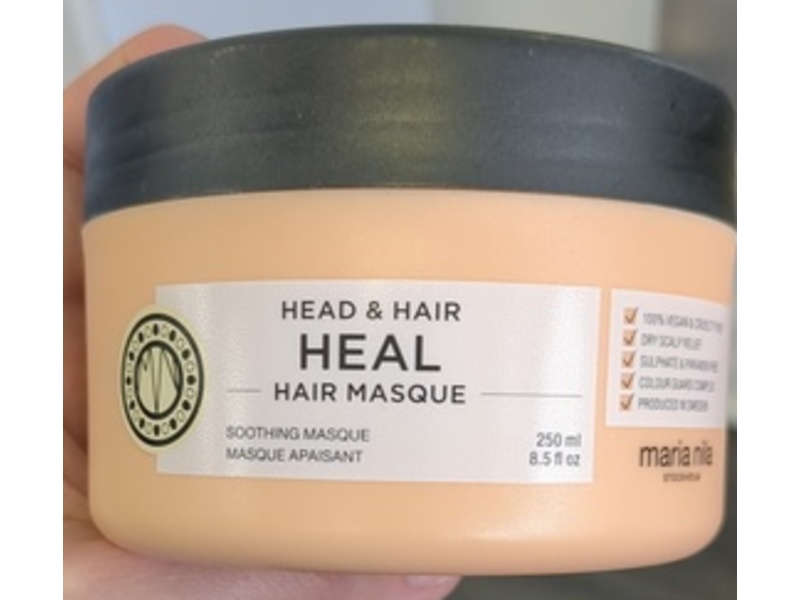 HEAD & HAIR
HEAL
HAIR MASQUE
SOOTHING MASQUE
MASQUE APAISANT
250 ml
8.5 fl oz
100% VEGAN & CRUELTY FREE
DRY SCALP RELIEF
SULPHATE & PARABEN FREE
COLOUR GUARD COMPLEX
PRODUCED IN SWEDEN
maria nila
STOCKHOLM